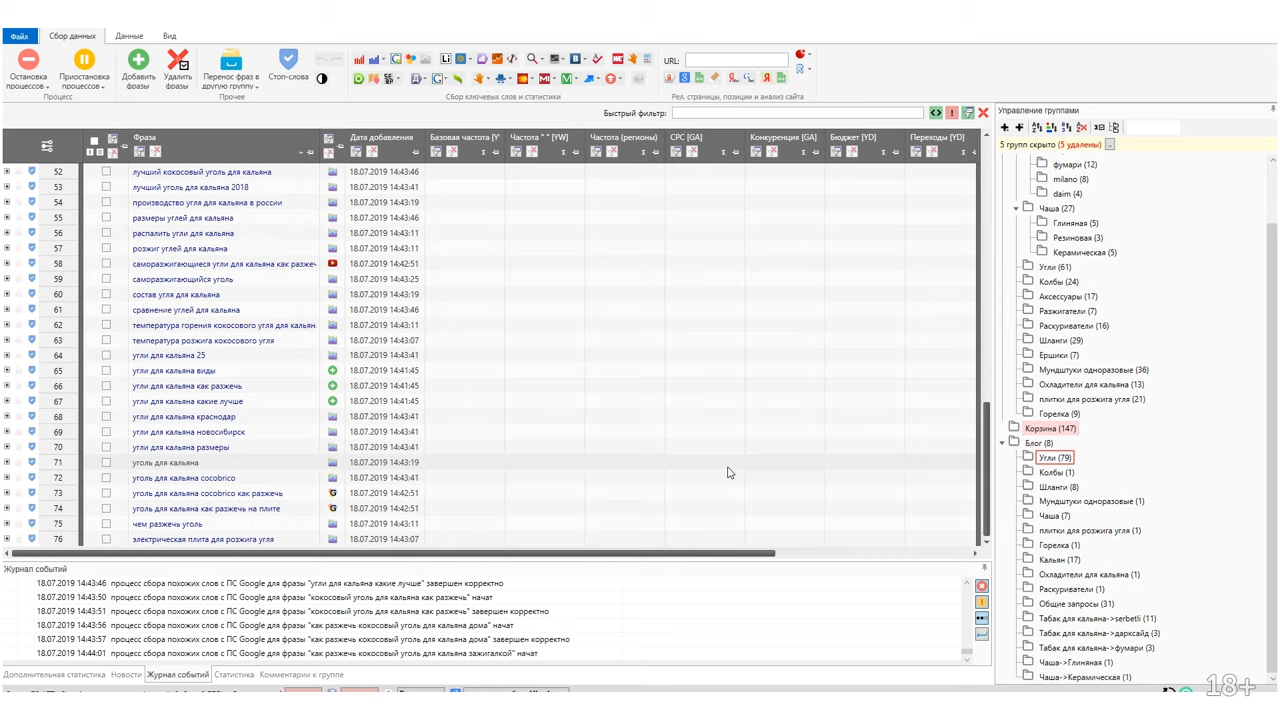 Файл Сбор данных Данные Вид
Остановка процессов Приостановка процессов Добавить фразы Удалить фразы Перенос фраз в другую группу Стоп-слова
URL:
Процесс Прочее Сбор ключевых слов и статистики Рел. страницы, позиции и анализ сайта
Быстрый фильтр:
Фраза Дата добавления Базовая частота [Y Частота " " [YW] Частота (регионы) CPC [GA] Конкуренция [GA] Бюджет [YD] Переходы [YD]
52 лучший кокосовый уголь для кальяна 18.07.2019 14:43:46
53 лучший уголь для кальяна 2018 18.07.2019 14:43:41
54 производство угля для кальяна в россии 18.07.2019 14:43:19
55 размеры углей для кальяна 18.07.2019 14:43:46
56 распалить угли для кальяна 18.07.2019 14:43:11
57 розжиг углей для кальяна 18.07.2019 14:43:11
58 саморазжигающиеся угли для кальяна как разжеч 18.07.2019 14:42:51
59 саморазжигающийся уголь 18.07.2019 14:43:25
60 состав угля для кальяна 18.07.2019 14:43:19
61 сравнение углей для кальяна 18.07.2019 14:43:46
62 температура горения кокосового угля для кальян 18.07.2019 14:43:11
63 температура розжига кокосового угля 18.07.2019 14:43:07
64 угли для кальяна 25 18.07.2019 14:43:41
65 угли для кальяна виды 18.07.2019 14:41:45
66 угли для кальяна как разжечь 18.07.2019 14:41:45
67 угли для кальяна какие лучше 18.07.2019 14:41:45
68 угли для кальяна краснодар 18.07.2019 14:43:41
69 угли для кальяна новосибирск 18.07.2019 14:43:41
70 угли для кальяна размеры 18.07.2019 14:43:41
71 уголь для кальяна 18.07.2019 14:43:19
72 уголь для кальяна cocobrico 18.07.2019 14:43:41
73 уголь для кальяна cocobrico как разжечь 18.07.2019 14:42:51
74 уголь для кальяна как разжечь на плите 18.07.2019 14:42:51
75 чем разжечь уголь 18.07.2019 14:43:11
76 электрическая плита для розжига угля 18.07.2019 14:43:07
Журнал событий
18.07.2019 14:43:46 процесс сбора похожих слов с ПС Google для фразы "угли для кальяна какие лучше" завершен корректно
18.07.2019 14:43:50 процесс сбора похожих слов с ПС Google для фразы "кокосовый уголь для кальяна как разжечь" начат
18.07.2019 14:43:51 процесс сбора похожих слов с ПС Google для фразы "кокосовый уголь для кальяна как разжечь" завершен корректно
18.07.2019 14:43:56 процесс сбора похожих слов с ПС Google для фразы "как разжечь кокосовый уголь для кальяна дома" начат
18.07.2019 14:43:57 процесс сбора похожих слов с ПС Google для фразы "как разжечь кокосовый уголь для кальяна дома" завершен корректно
18.07.2019 14:44:01 процесс сбора похожих слов с ПС Google для фразы "как разжечь кокосовый уголь для кальяна зажигалкой" начат
Дополнительная статистика Новости Журнал событий Статистика Комментарии к группе
Управление группами
5 групп скрыто (5 удалены) ...
фумари (12)
milano (8)
daim (4)
Чаша (27)
Глиняная (5)
Резиновая (3)
Керамическая (5)
Угли (61)
Колбы (24)
Аксессуары (17)
Разжигатели (7)
Раскуриватели (16)
Шланги (29)
Ершики (7)
Мундштуки одноразовые (36)
Охладители для кальяна (13)
плитки для розжига угля (21)
Горелка (9)
Корзина (147)
Блог (8)
Угли (79)
Колбы (1)
Шланги (8)
Мундштуки одноразовые (1)
Чаша (7)
плитки для розжига угля (1)
Горелка (1)
Кальян (17)
Охладители для кальяна (1)
Раскуриватели (1)
Общие запросы (31)
Табак для кальяна->serbetli (11)
Табак для кальяна->дарксайд (3)
Табак для кальяна->фумари (3)
Чаша->Глиняная (1)
Чаша->Керамическая (1)
18+